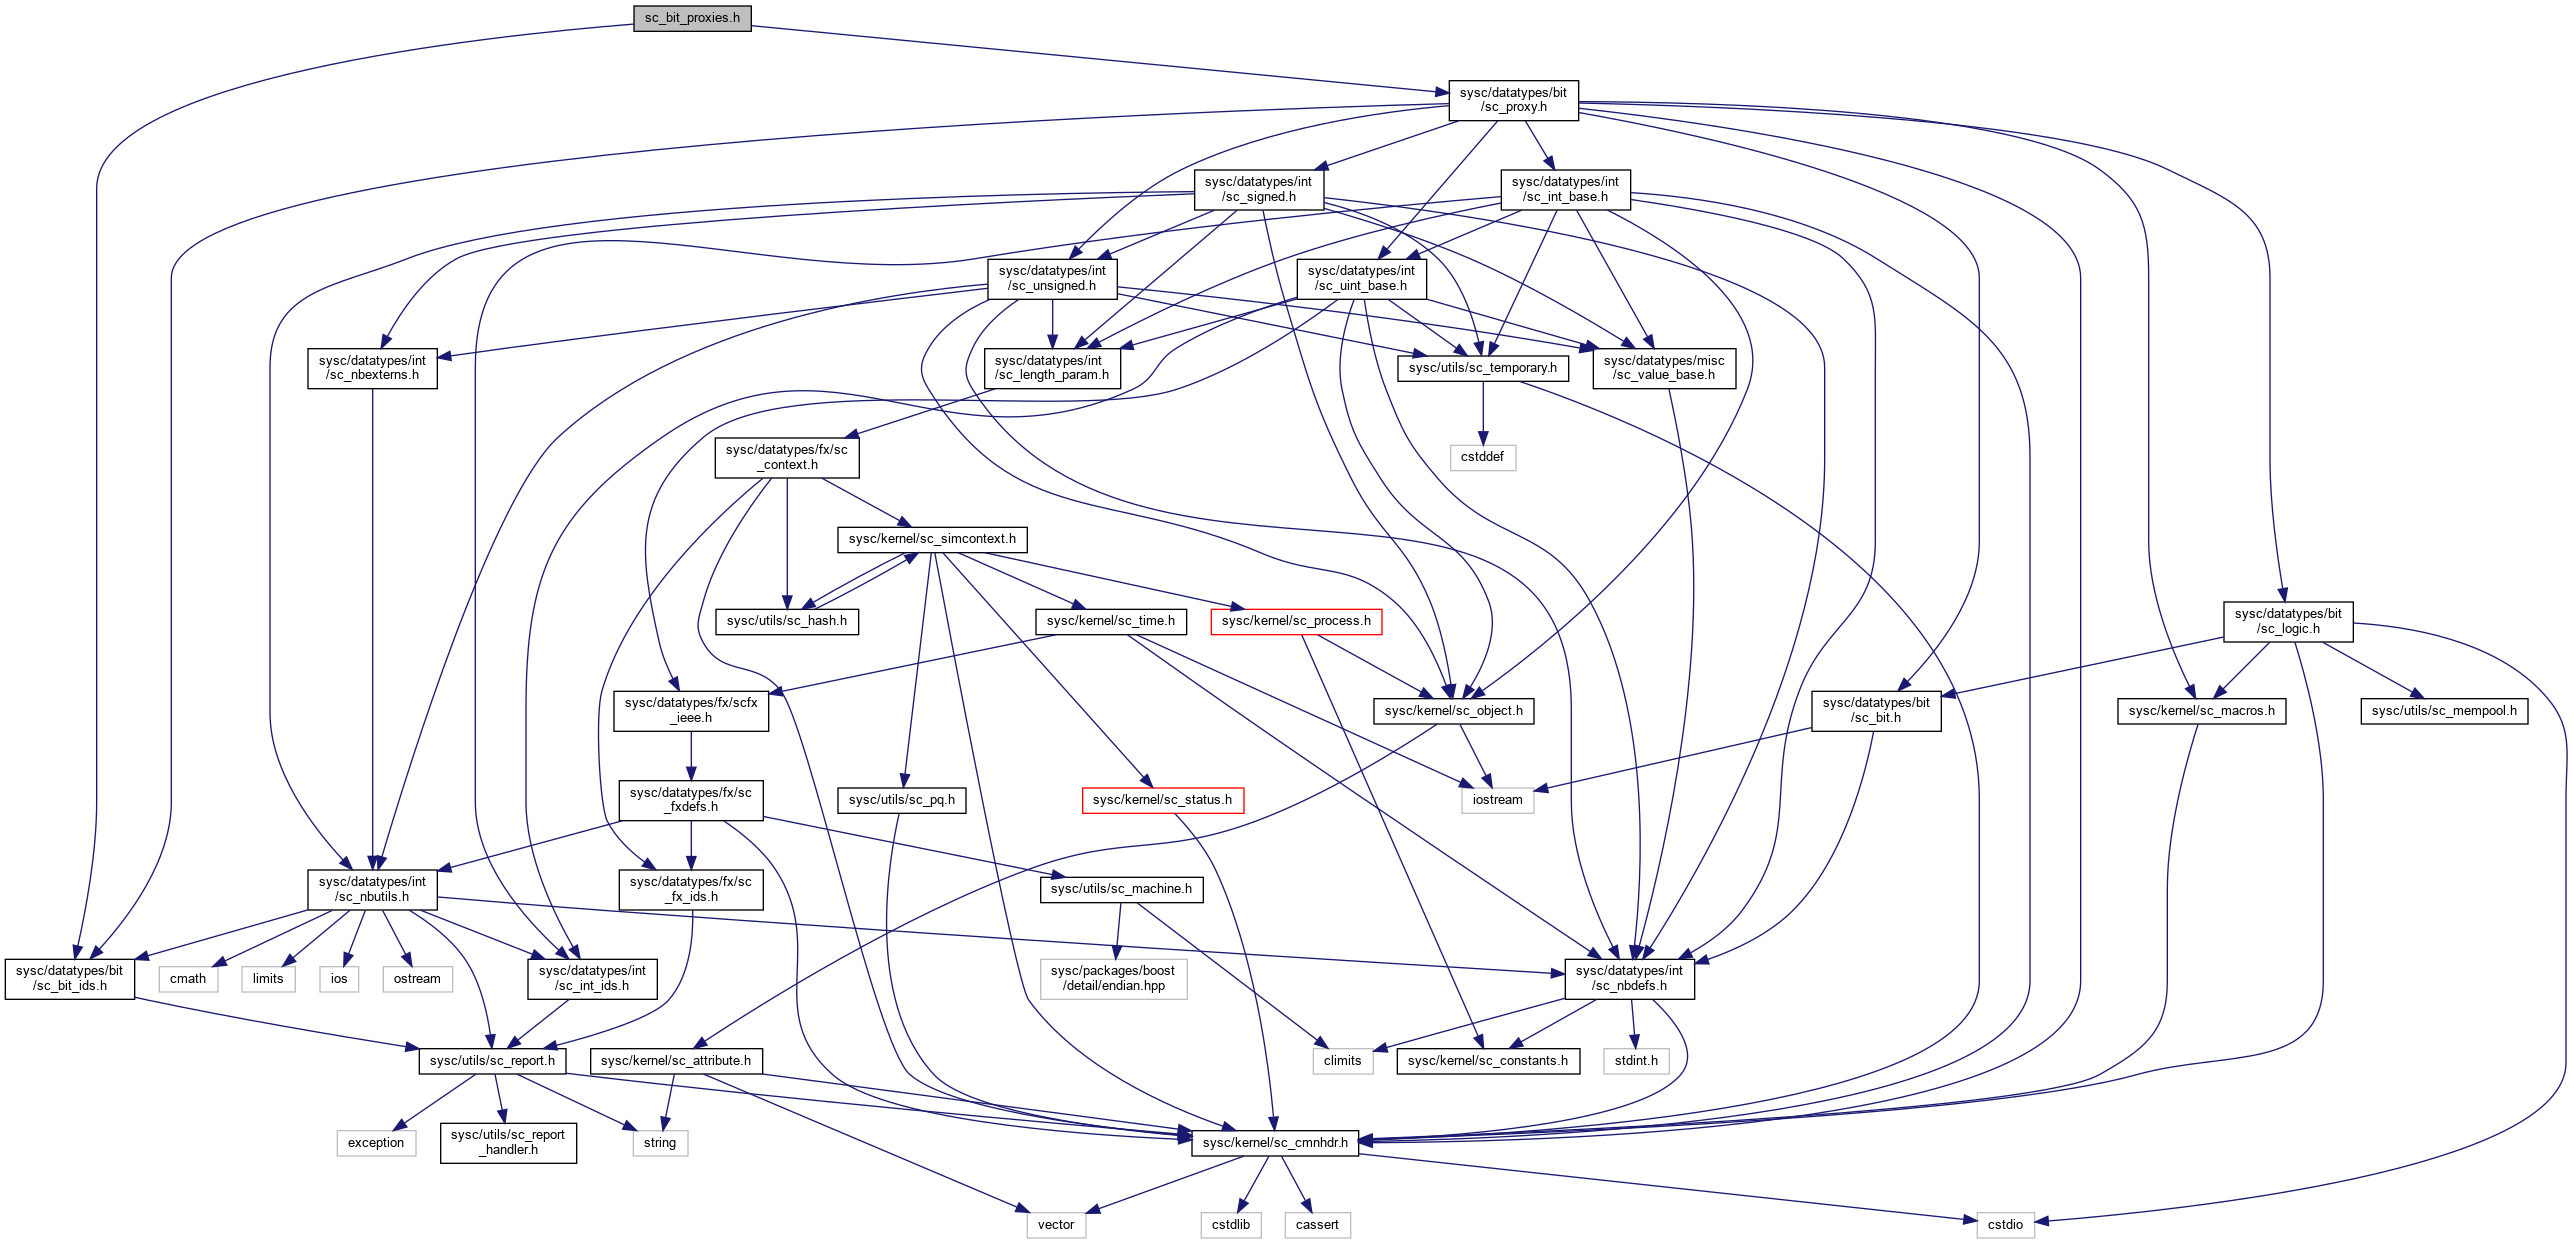 sc_bit_proxies.h
sysc/datatypes/bit
/sc_proxy.h
sysc/datatypes/int
/sc_signed.h
sysc/datatypes/int
/sc_int_base.h
sysc/datatypes/int
/sc_unsigned.h
sysc/datatypes/int
/sc_uint_base.h
sysc/datatypes/int
/sc_nbexterns.h
sysc/datatypes/int
/sc_length_param.h
sysc/utils/sc_temporary.h
sysc/datatypes/misc
/sc_value_base.h
sysc/datatypes/fx/sc
_context.h
cstddef
sysc/kernel/sc_simcontext.h
sysc/utils/sc_hash.h
sysc/kernel/sc_time.h
sysc/kernel/sc_process.h
sysc/datatypes/bit
/sc_logic.h
sysc/datatypes/fx/scfx
_ieee.h
sysc/kernel/sc_object.h
sysc/datatypes/bit
/sc_bit.h
sysc/kernel/sc_macros.h
sysc/utils/sc_mempool.h
sysc/datatypes/fx/sc
_fxdefs.h
sysc/utils/sc_pq.h
sysc/kernel/sc_status.h
iostream
sysc/datatypes/int
/sc_nbutils.h
sysc/datatypes/fx/sc
_fx_ids.h
sysc/utils/sc_machine.h
sysc/datatypes/bit
/sc_bit_ids.h
cmath
limits
ios
ostream
sysc/datatypes/int
/sc_int_ids.h
sysc/packages/boost
/detail/endian.hpp
sysc/datatypes/int
/sc_nbdefs.h
sysc/utils/sc_report.h
sysc/kernel/sc_attribute.h
climits
sysc/kernel/sc_constants.h
stdint.h
exception
sysc/utils/sc_report
_handler.h
string
sysc/kernel/sc_cmnhdr.h
vector
cstdlib
cassert
cstdio